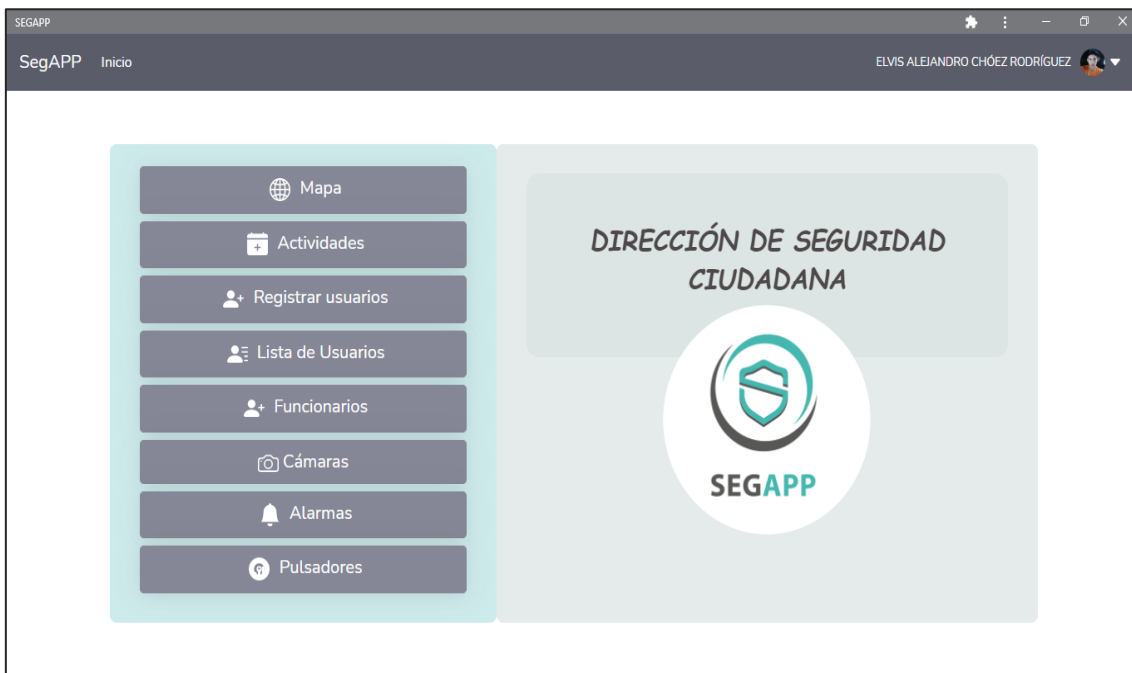 SEGAPP
SegAPP Inicio ELVIS ALEJANDRO CHÓEZ RODRÍGUEZ
Mapa
Actividades
Registrar usuarios
Lista de Usuarios
Funcionarios
Cámaras
Alarmas
Pulsadores
DIRECCIÓN DE SEGURIDAD
CIUDADANA
SEGAPP